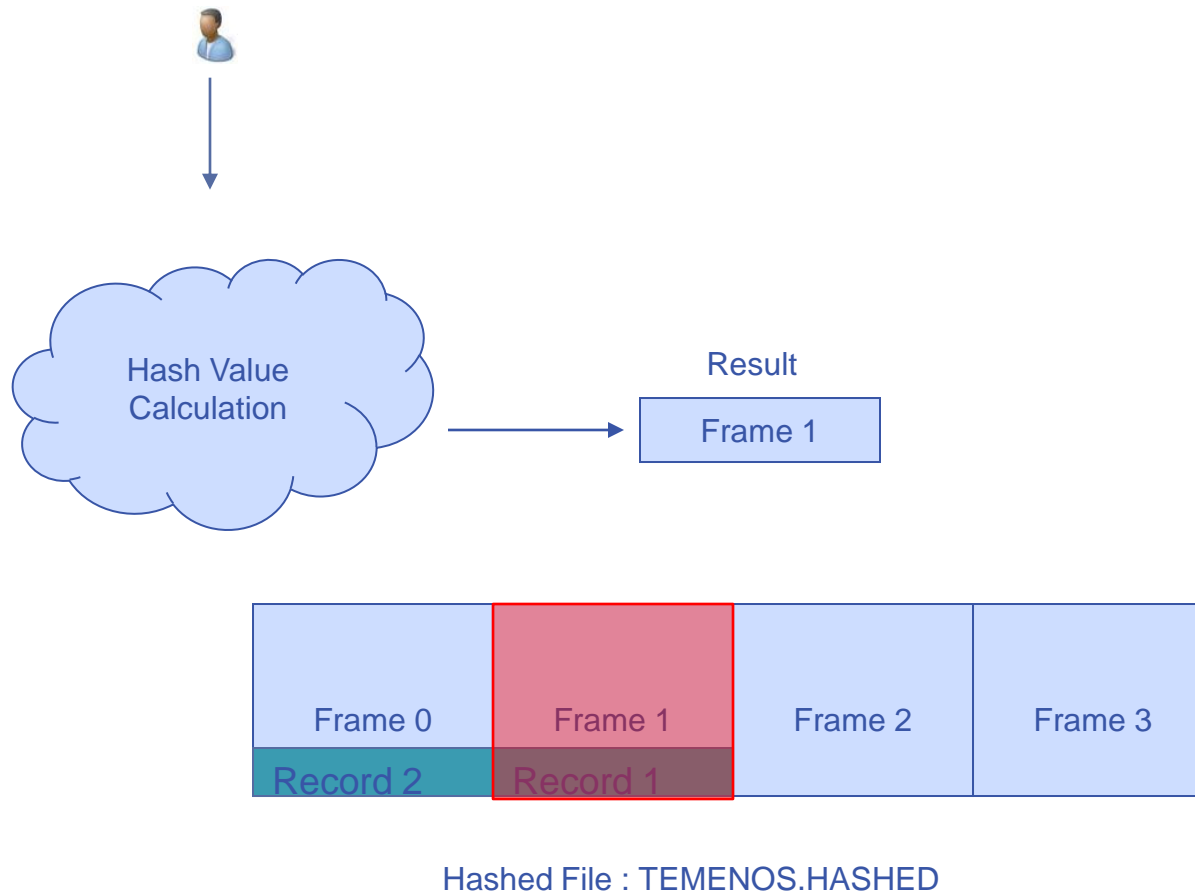 Hash Value
Calculation
Result
Frame 1
Frame 0 Frame 1 Frame 2 Frame 3
Record 2 Record 1
Hashed File : TEMENOS.HASHED